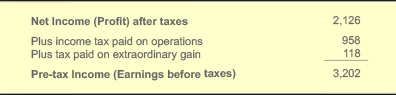 Net Income (Profit) after taxes 2,126
Plus income tax paid on operations 958
Plus tax paid on extraordinary gain 118
Pre-tax Income (Earnings before taxes) 3,202